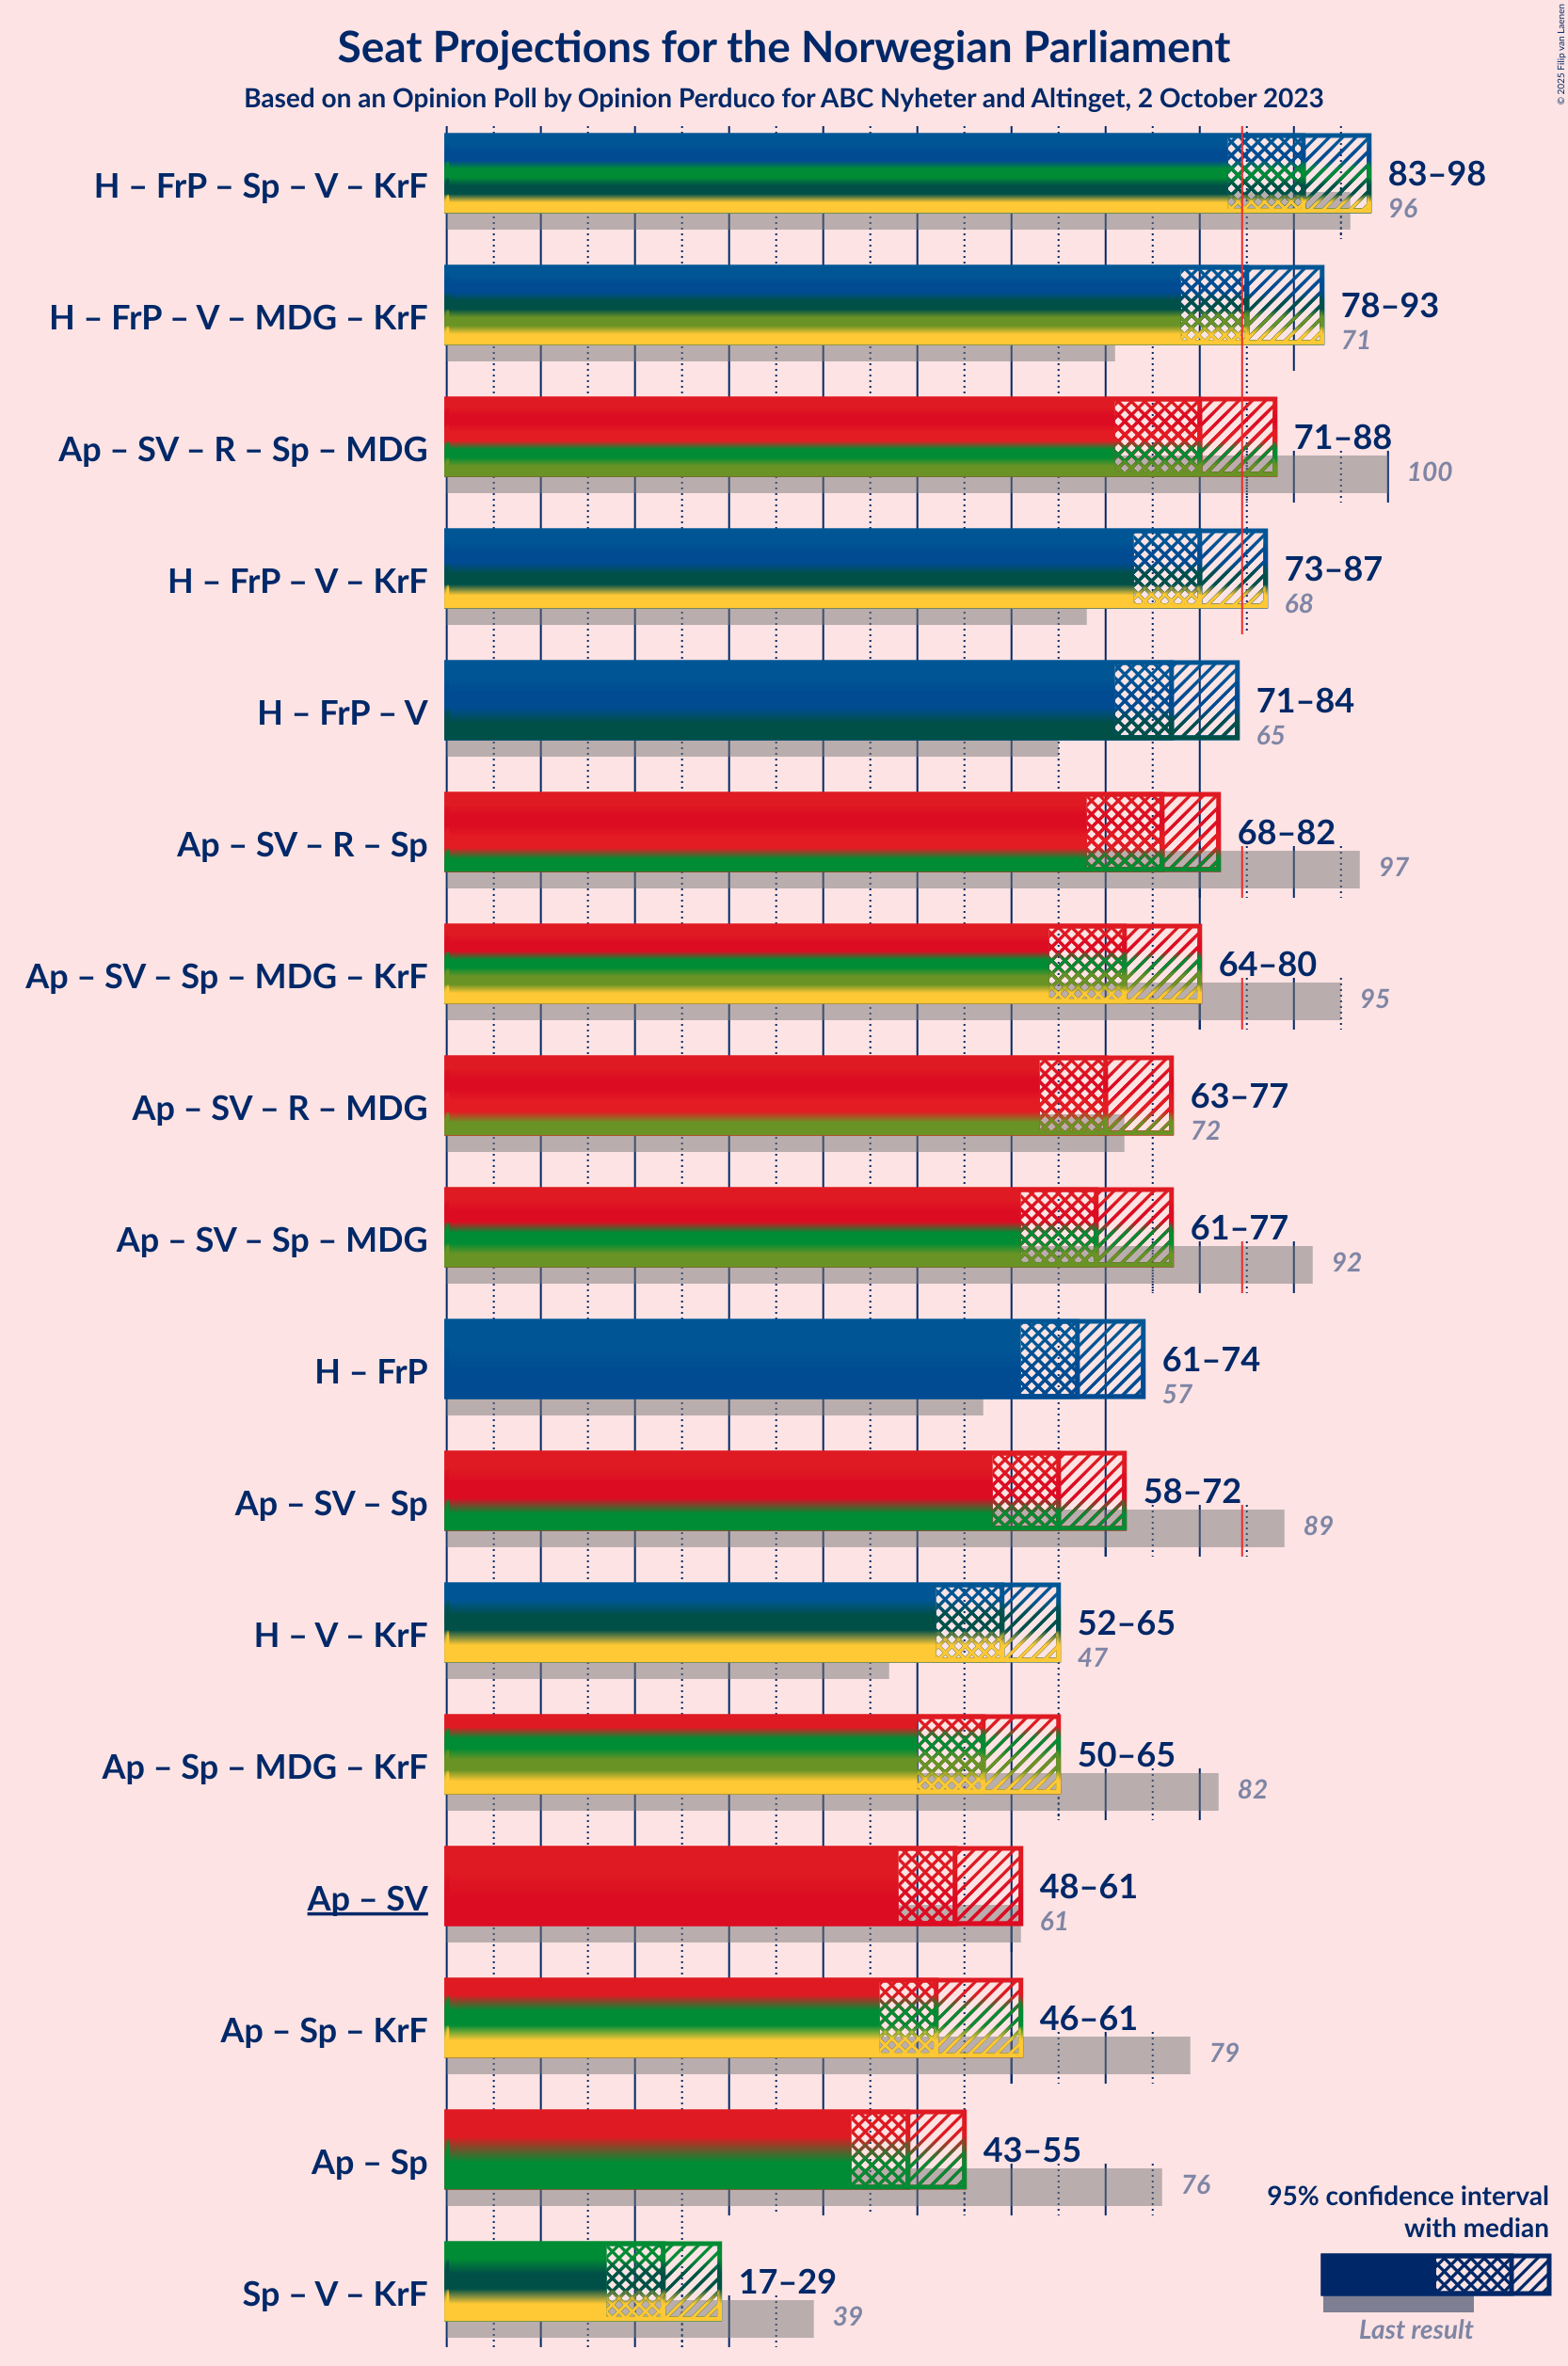 Seat Projections for the Norwegian Parliament
Based on an Opinion Poll by Opinion Perduco for ABC Nyheter and Altinget, 2 October 2023
© 2025 Filip van Laenen
H – FrP – Sp – V – KrF
83–98
96
H – FrP – V – MDG – KrF
78–93
71
Ap – SV – R – Sp – MDG
71–88
100
H – FrP – V – KrF
73–87
68
H – FrP – V
71–84
65
Ap – SV – R – Sp
68–82
97
Ap – SV – Sp – MDG – KrF
64–80
95
Ap – SV – R – MDG
63–77
72
Ap – SV – Sp – MDG
61–77
92
H – FrP
61–74
57
Ap – SV – Sp
58–72
89
H – V – KrF
52–65
47
Ap – Sp – MDG – KrF
50–65
82
Ap – SV
48–61
61
Ap – Sp – KrF
46–61
79
Ap – Sp
43–55
76
Sp – V – KrF
17–29
39
95% confidence interval
with median
Last result